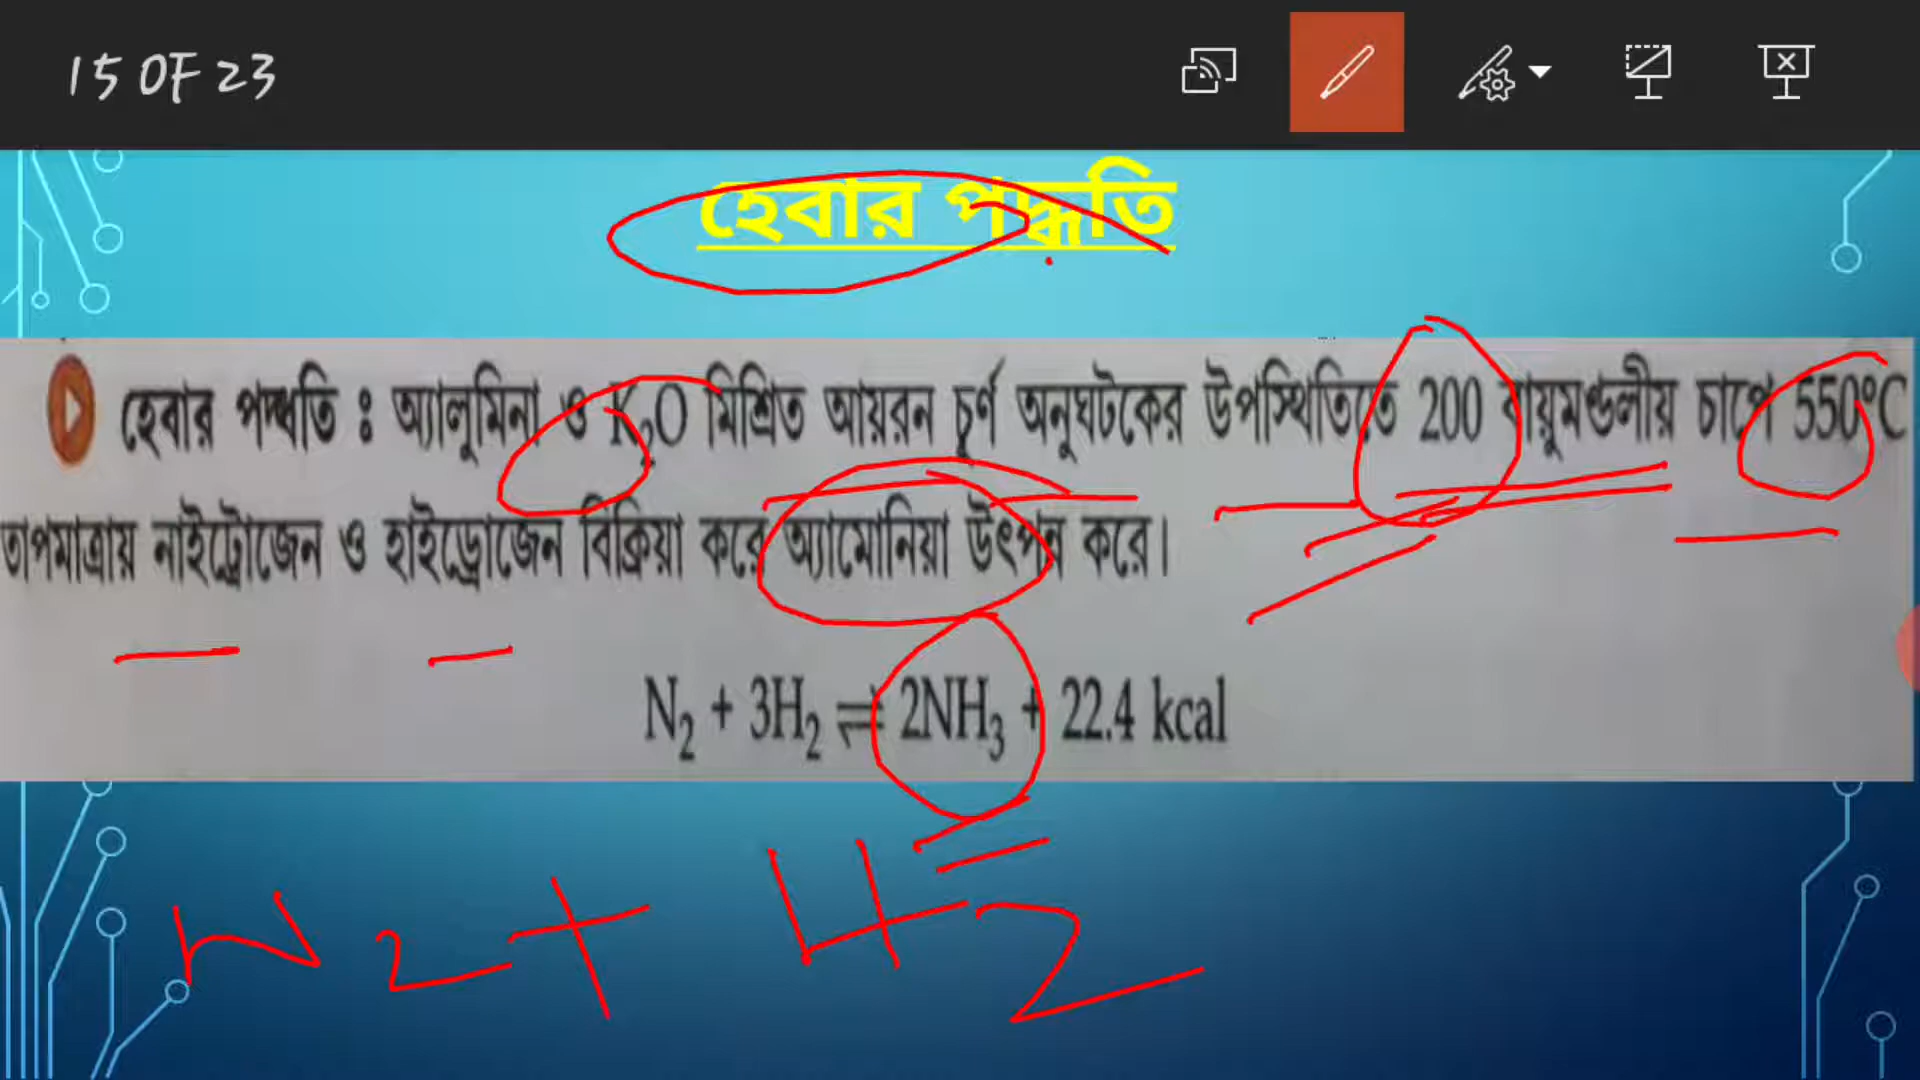 15 OF 23
হেবার পদ্ধতি
হেবার পদ্ধতি : অ্যালুমিনা ও K₂O মিশ্রিত আয়রন চূর্ণ অনুঘটকের উপস্থিতিতে 200 বায়ুমণ্ডলীয় চাপে 550°C
তাপমাত্রায় নাইট্রোজেন ও হাইড্রোজেন বিক্রিয়া করে অ্যামোনিয়া উৎপন্ন করে।
N₂ + 3H₂ ⇌ 2NH₃ + 22.4 kcal
N₂ + H₂